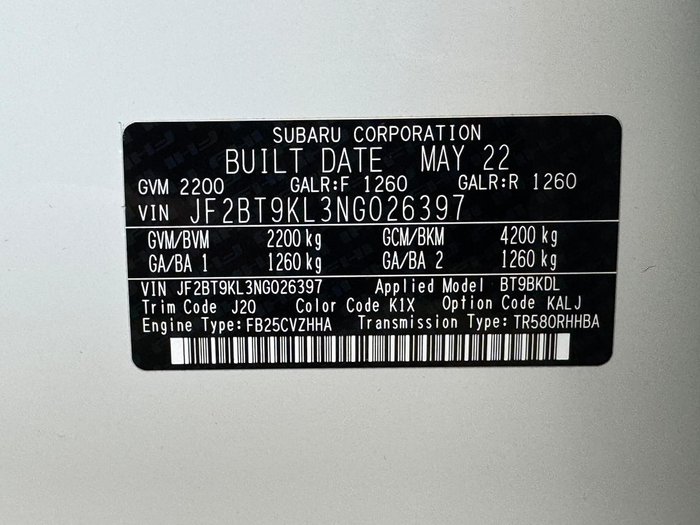 SUBARU CORPORATION
BUILT DATE MAY 22
GVM 2200 GALR:F 1260 GALR:R 1260
VIN JF2BT9KL3NG026397
GVM/BVM 2200 kg GCM/BKM 4200 kg
GA/BA 1 1260 kg GA/BA 2 1260 kg
VIN JF2BT9KL3NG026397 Applied Model BT9BKDL
Trim Code J20 Color Code K1X Option Code KALJ
Engine Type:FB25CVZHHA Transmission Type:TR580RHHBA